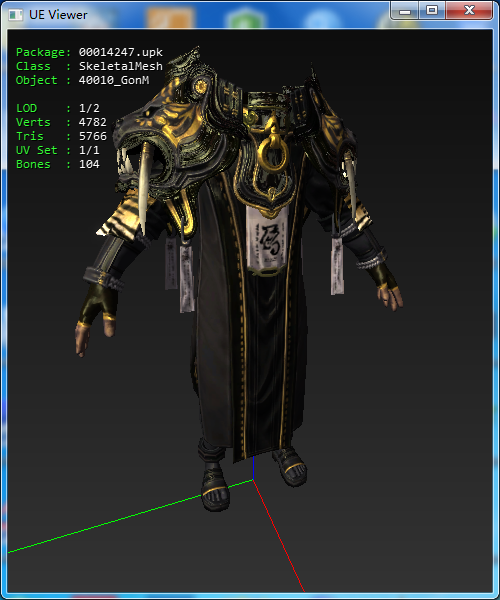 UE Viewer
Package: 00014247.upk
Class : SkeletalMesh
Object : 40010_GonM
LOD : 1/2
Verts : 4782
Tris : 5766
UV Set : 1/1
Bones : 104